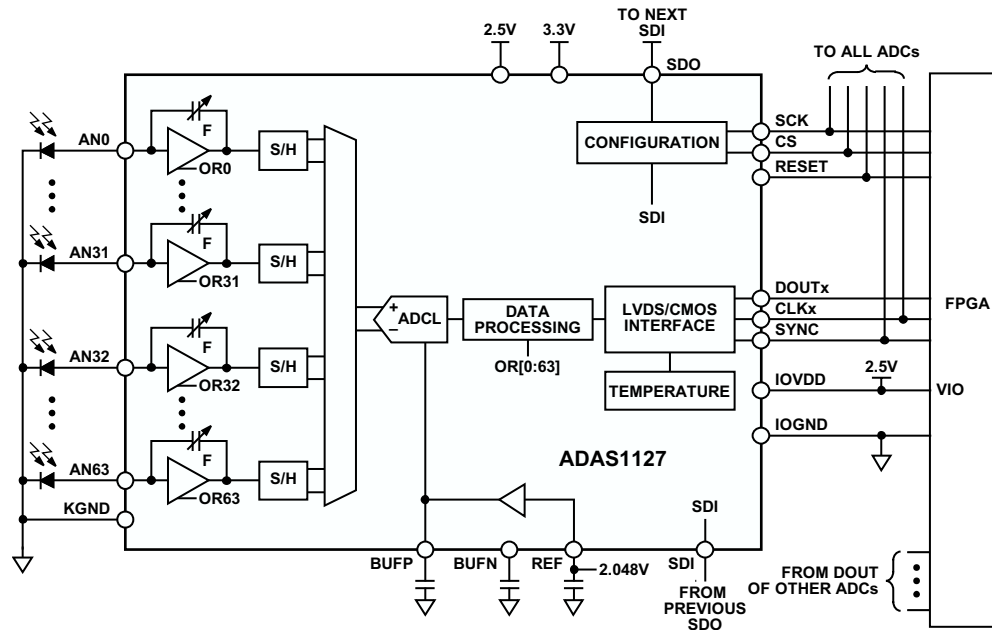 TO NEXT
SDI
2.5V
3.3V
SDO
TO ALL ADCs
AN0
F
OR0
S/H
CONFIGURATION
SCK
CS
RESET
SDI
AN31
F
OR31
S/H
ADCL
+
−
DATA
PROCESSING
OR[0:63]
LVDS/CMOS
INTERFACE
DOUTx
CLKx
SYNC
FPGA
AN32
F
OR32
S/H
TEMPERATURE
IOVDD
2.5V
VIO
IOGND
AN63
F
OR63
S/H
ADAS1127
KGND
SDI
BUFP
BUFN
REF
2.048V
SDI
FROM
PREVIOUS
SDO
FROM DOUT
OF OTHER ADCs